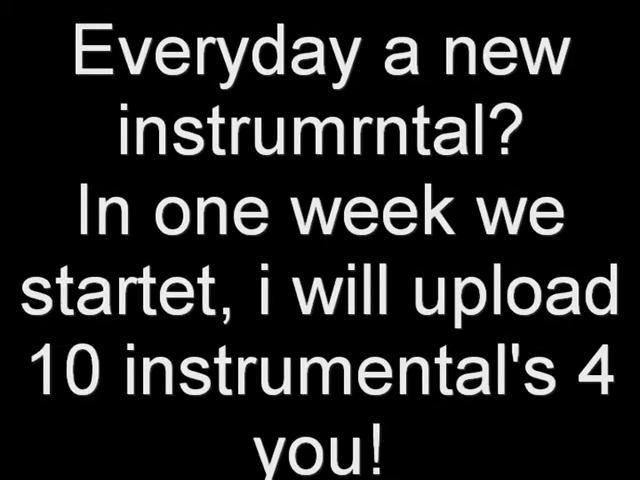 Everyday a new
instrumrntal?
In one week we
startet, i will upload
10 instrumental's 4
you!